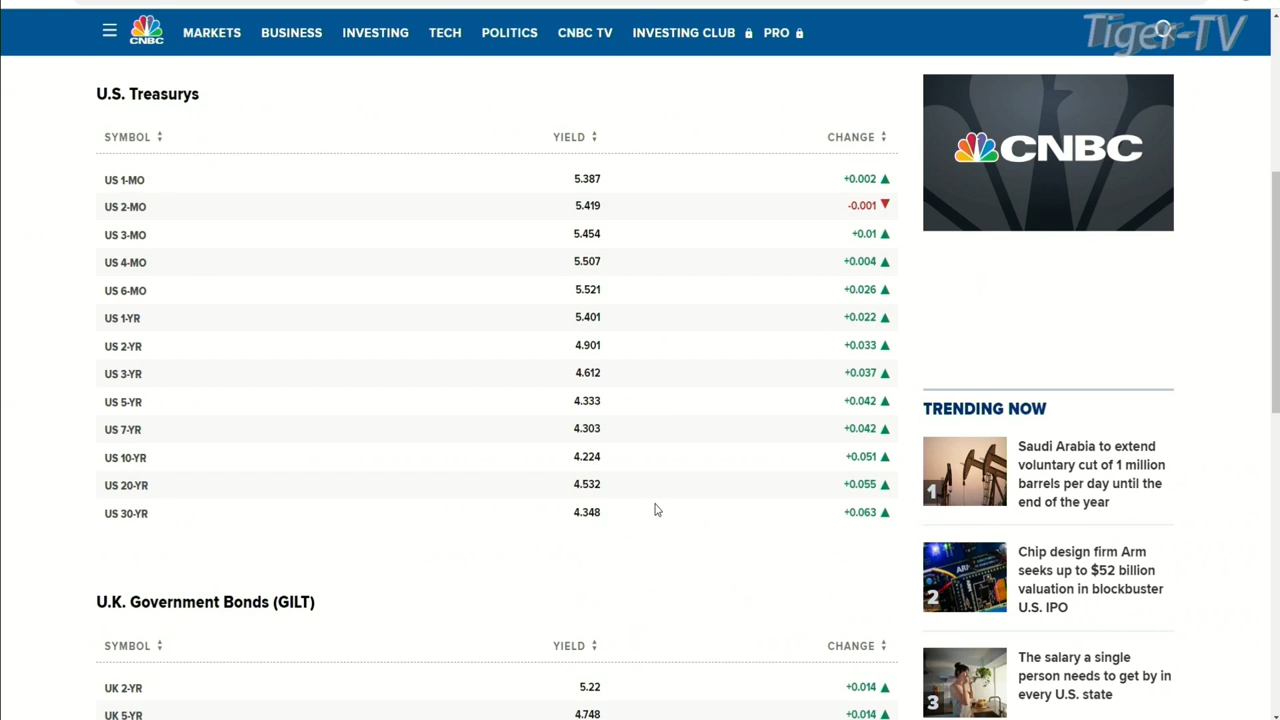 Tiger-TV
CNBC
MARKETS BUSINESS INVESTING TECH POLITICS CNBC TV INVESTING CLUB PRO
U.S. Treasurys
SYMBOL YIELD CHANGE
US 1-MO 5.387 +0.002
US 2-MO 5.419 -0.001
US 3-MO 5.454 +0.01
US 4-MO 5.507 +0.004
US 6-MO 5.521 +0.026
US 1-YR 5.401 +0.022
US 2-YR 4.901 +0.033
US 3-YR 4.612 +0.037
US 5-YR 4.333 +0.042
US 7-YR 4.303 +0.042
US 10-YR 4.224 +0.051
US 20-YR 4.532 +0.055
US 30-YR 4.348 +0.063
U.K. Government Bonds (GILT)
SYMBOL YIELD CHANGE
UK 2-YR 5.22 +0.014
UK 5-YR 4.748 +0.014
CNBC
TRENDING NOW
1
Saudi Arabia to extend
voluntary cut of 1 million
barrels per day until the
end of the year
2
Chip design firm Arm
seeks up to $52 billion
valuation in blockbuster
U.S. IPO
3
The salary a single
person needs to get by in
every U.S. state